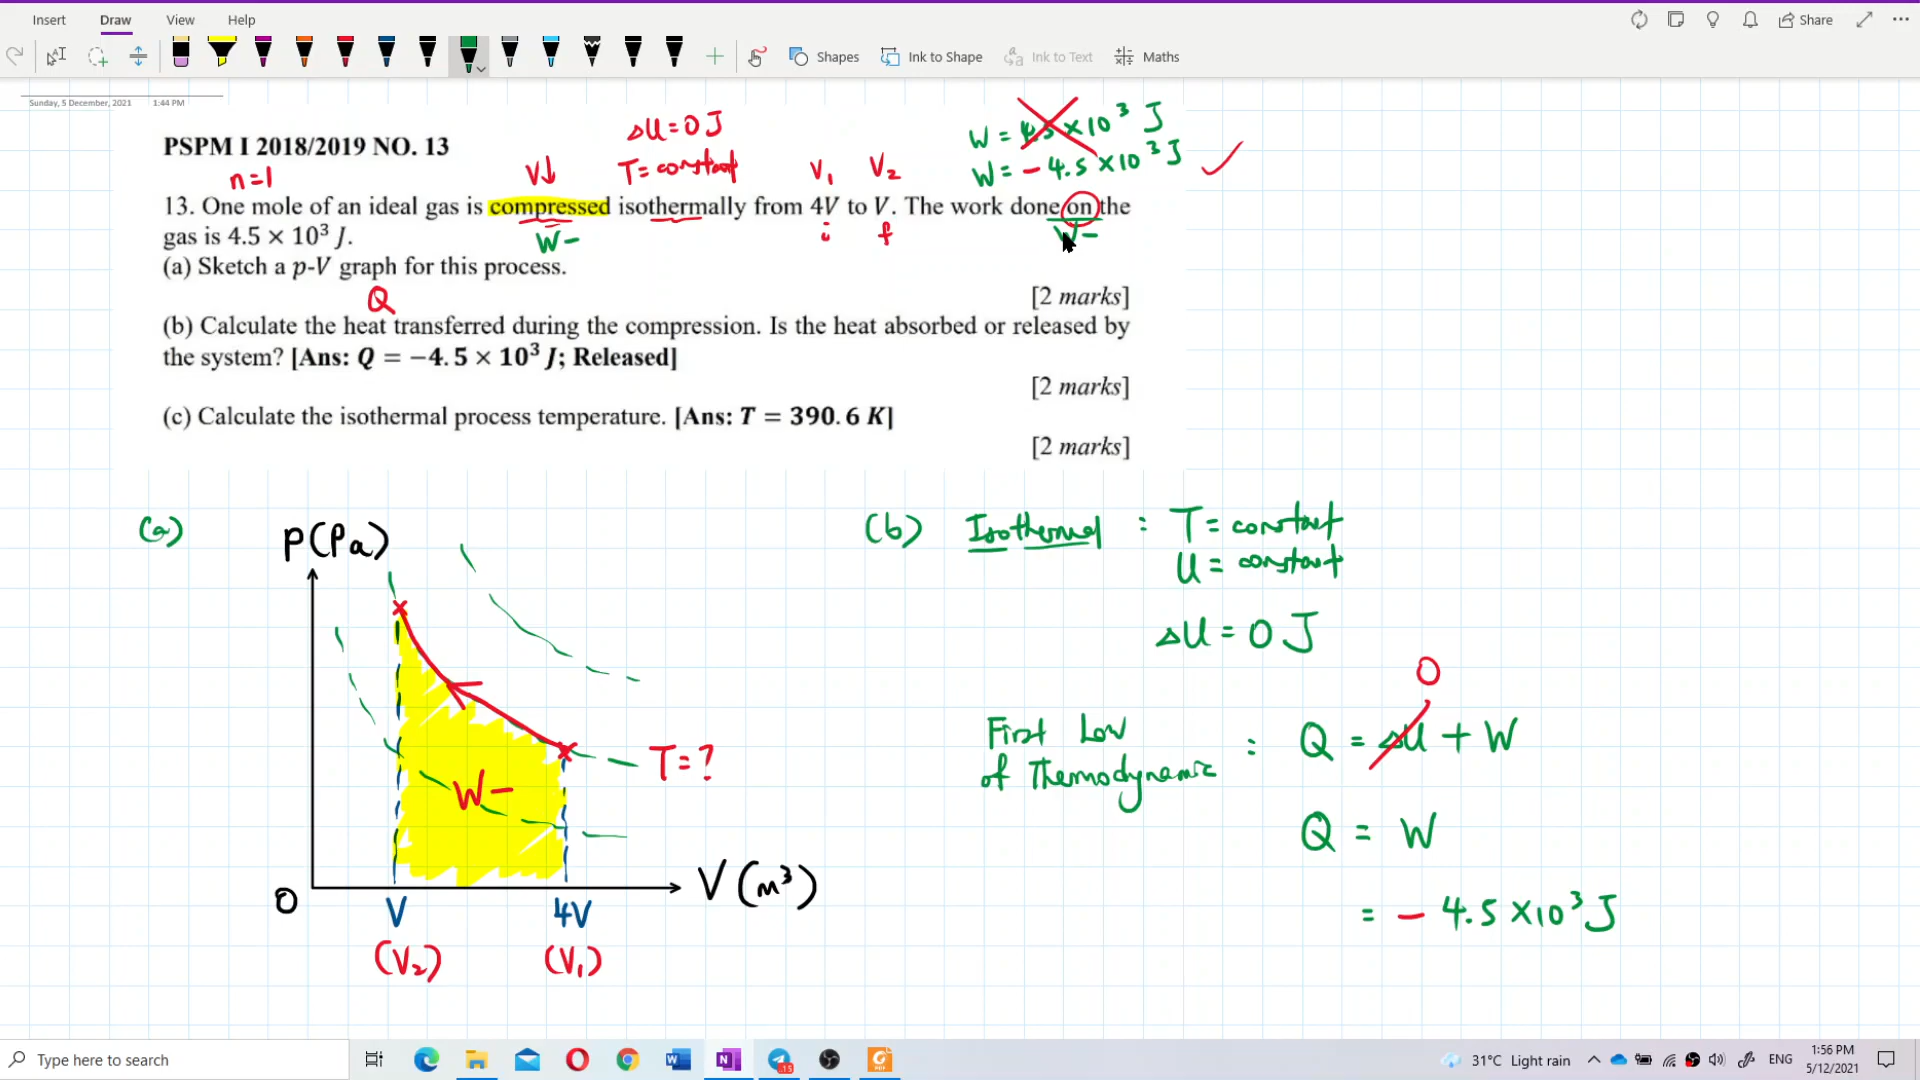 Insert Draw View Help
Share
Shapes Ink to Shape Ink to Text Maths
Sunday, 5 December, 2021 1:44 PM
PSPM I 2018/2019 NO. 13
ΔU = 0 J
W = 4.5 × 10³ J
n = 1
V↓
T = constant
V₁ V₂
W = - 4.5 × 10³ J ✓
13. One mole of an ideal gas is compressed isothermally from 4V to V. The work done on the
gas is 4.5 × 10³ J.
W -
i f
W -
(a) Sketch a p-V graph for this process.
[2 marks]
Q
(b) Calculate the heat transferred during the compression. Is the heat absorbed or released by
the system? [Ans: Q = −4.5 × 10³ J; Released]
[2 marks]
(c) Calculate the isothermal process temperature. [Ans: T = 390.6 K]
[2 marks]
(a)
P(Pa)
T = ?
W -
O
V (m³)
V 4V
(V₂) (V₁)
(b) Isothermal : T = constant
U = constant
ΔU = 0 J
0
First Law
of Thermodynamic : Q = ΔU + W
Q = W
= - 4.5 × 10³ J
Type here to search
15
31°C Light rain
ENG
1:56 PM
5/12/2021